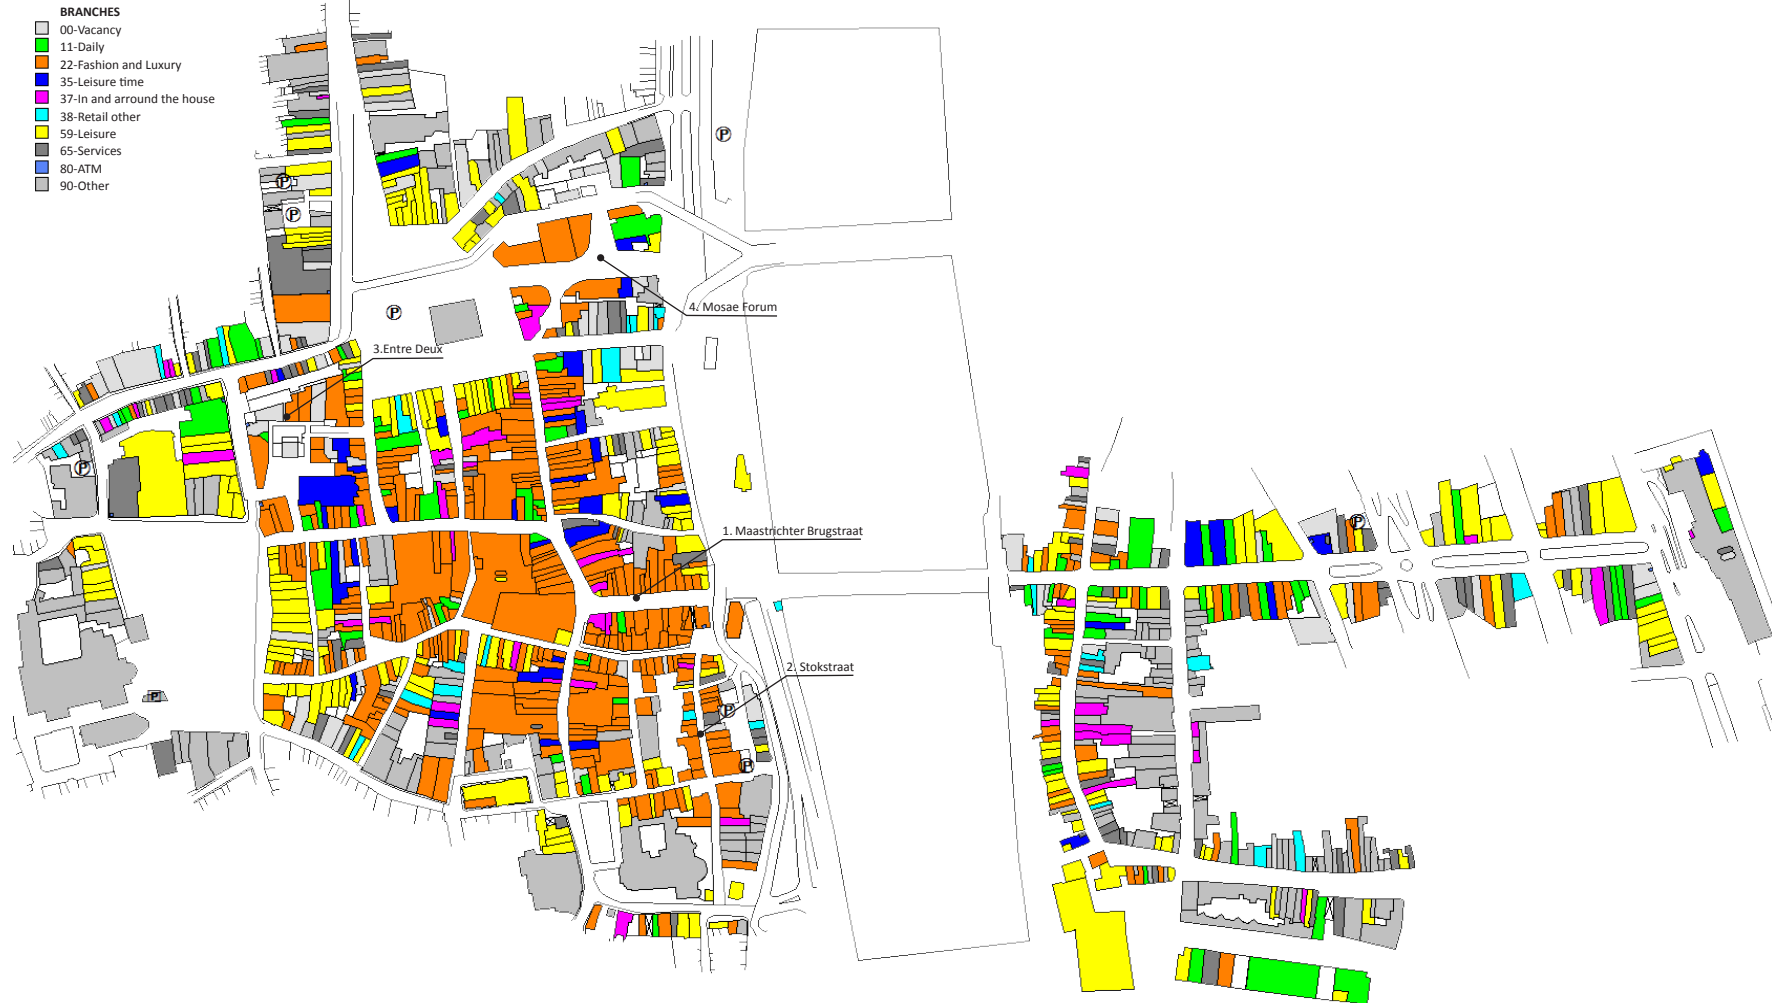 BRANCHES
00-Vacancy
11-Daily
22-Fashion and Luxury
35-Leisure time
37-In and arround the house
38-Retail other
59-Leisure
65-Services
80-ATM
90-Other
P
P
P
P
4. Mosae Forum
3.Entre Deux
P
P
1. Maastrichter Brugstraat
2. Stokstraat
P
P
P